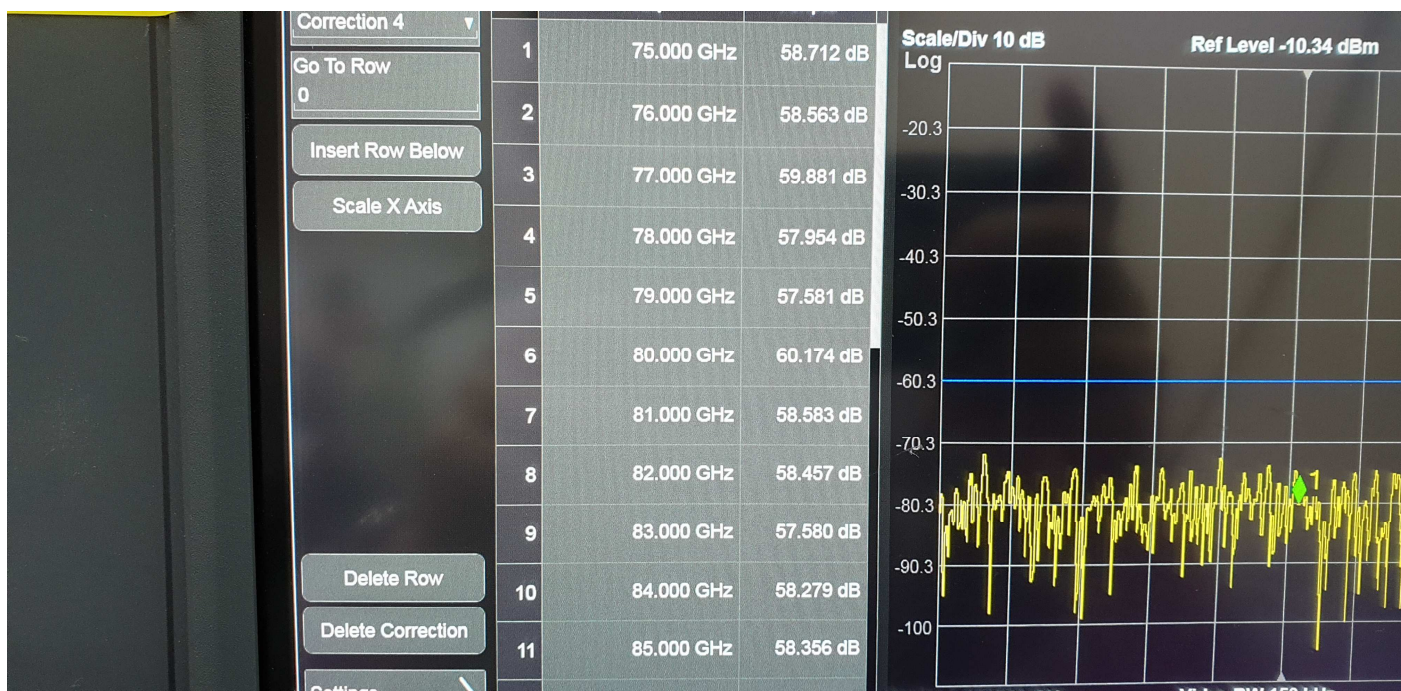 Correction 4
Go To Row
0
Insert Row Below
Scale X Axis
Delete Row
Delete Correction
1 75.000 GHz 58.712 dB
2 76.000 GHz 58.563 dB
3 77.000 GHz 59.881 dB
4 78.000 GHz 57.954 dB
5 79.000 GHz 57.581 dB
6 80.000 GHz 60.174 dB
7 81.000 GHz 58.583 dB
8 82.000 GHz 58.457 dB
9 83.000 GHz 57.580 dB
10 84.000 GHz 58.279 dB
11 85.000 GHz 58.356 dB
Scale/Div 10 dB Ref Level -10.34 dBm
Log
-20.3
-30.3
-40.3
-50.3
-60.3
-70.3
1
-80.3
-90.3
-100